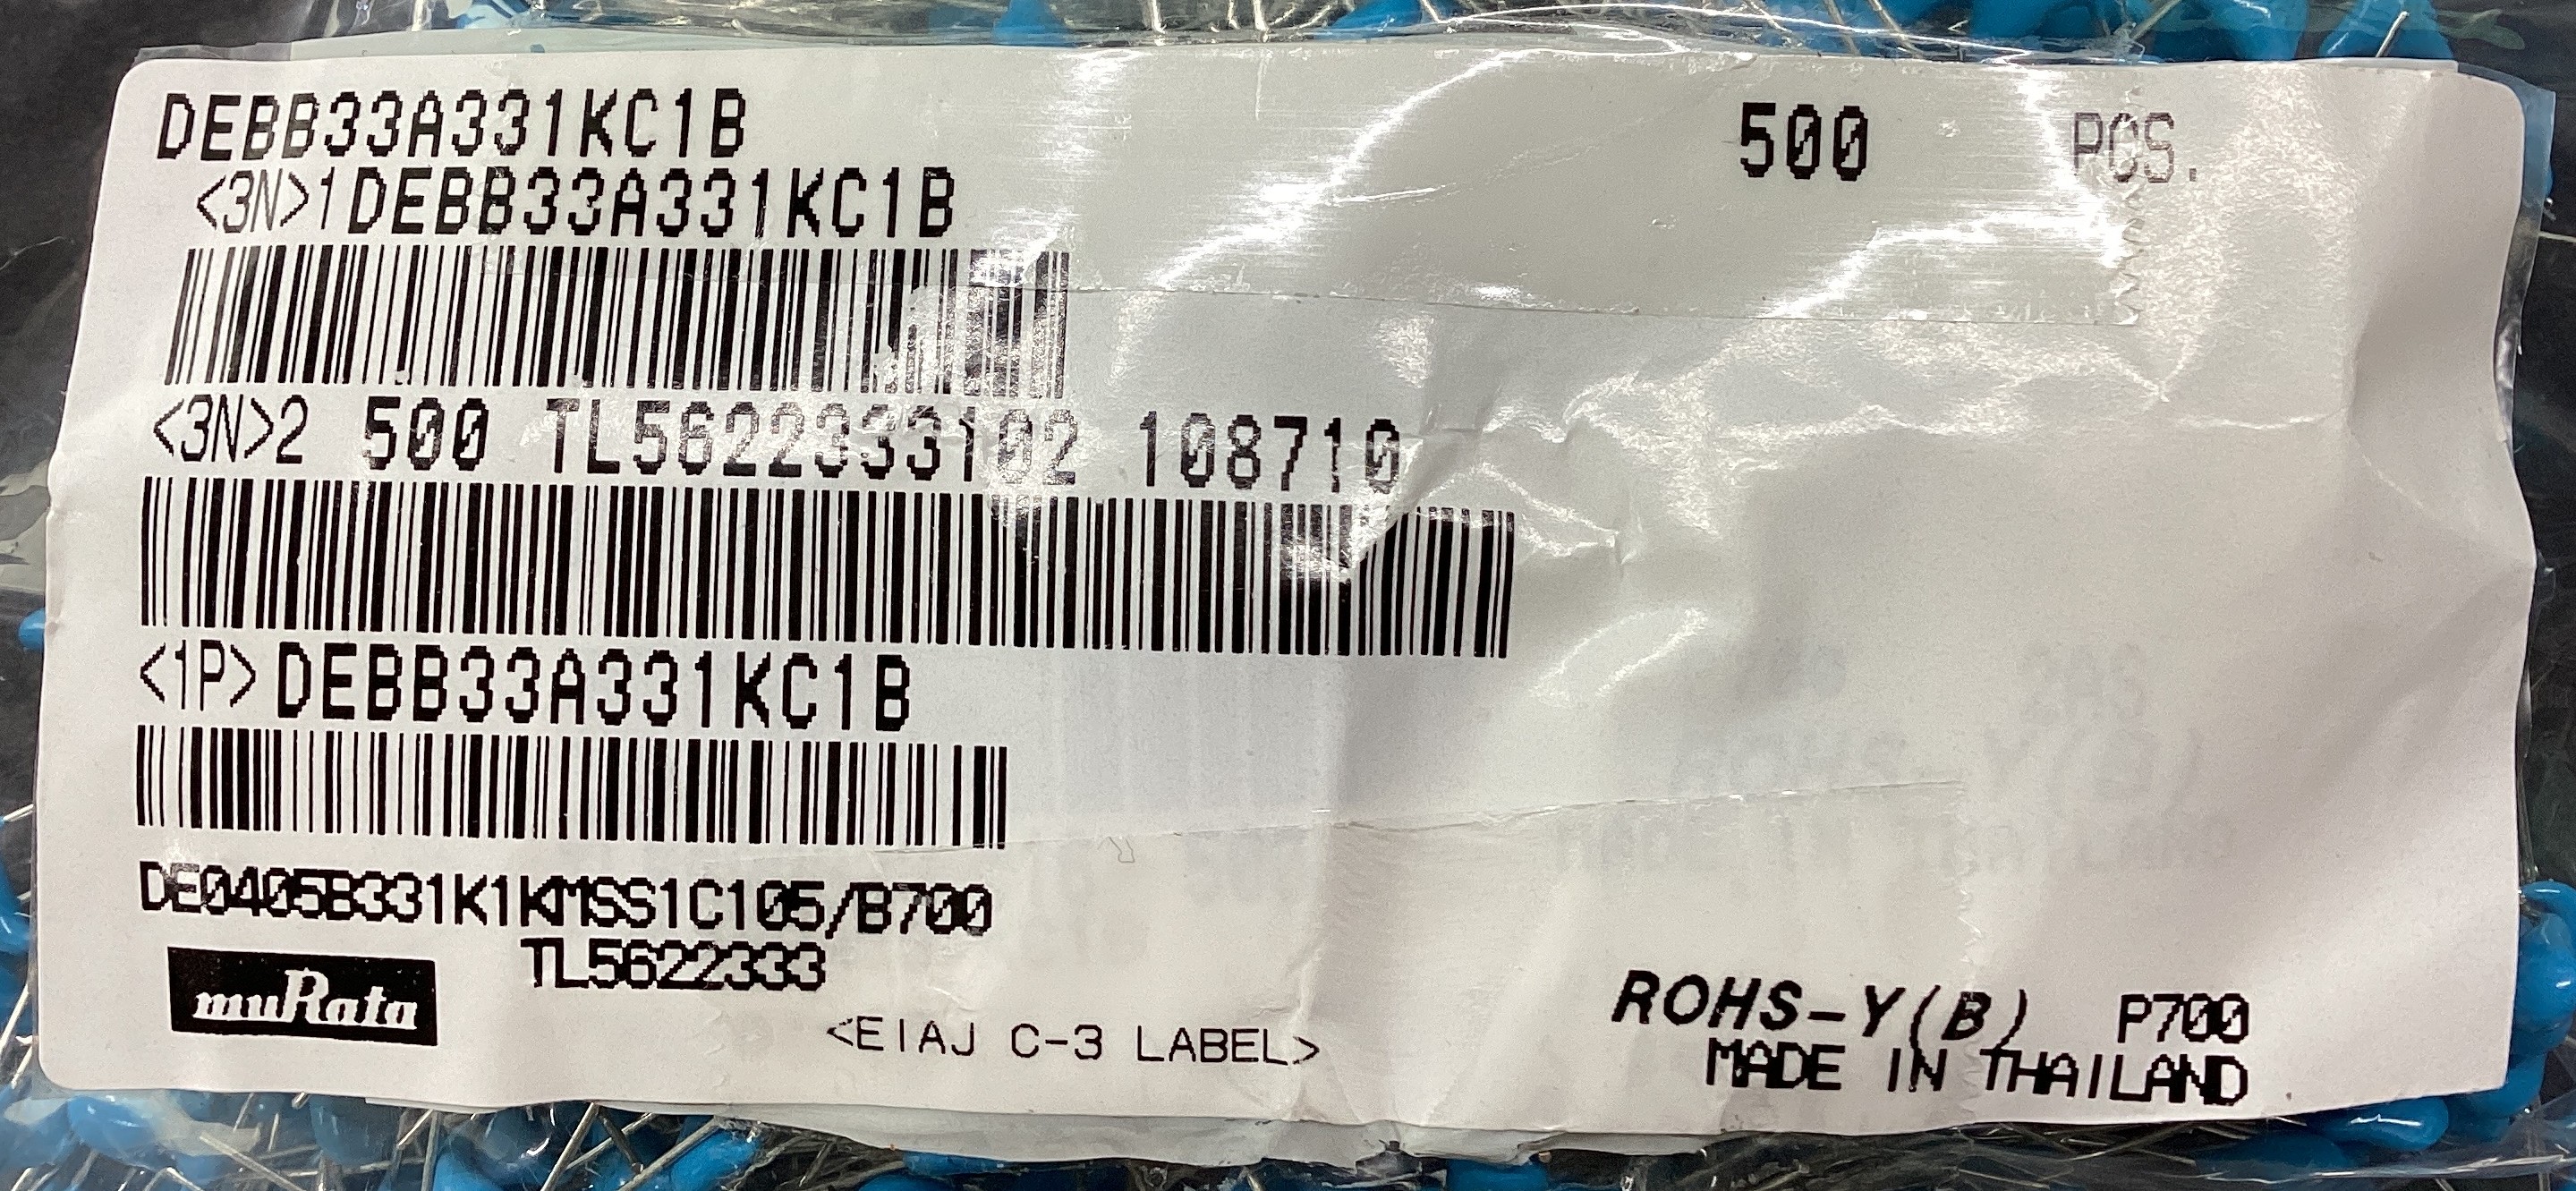 DEBB33A331KC1B 500 PCS.
<3N>1DEBB33A331KC1B
<3N>2 500 TL5622333102 108710
<1P>DEBB33A331KC1B
DE0405B331K1KMSS1C105/B700
TL5622333
muRata
<EIAJ C-3 LABEL>
ROHS-Y(B) P700
MADE IN THAILAND